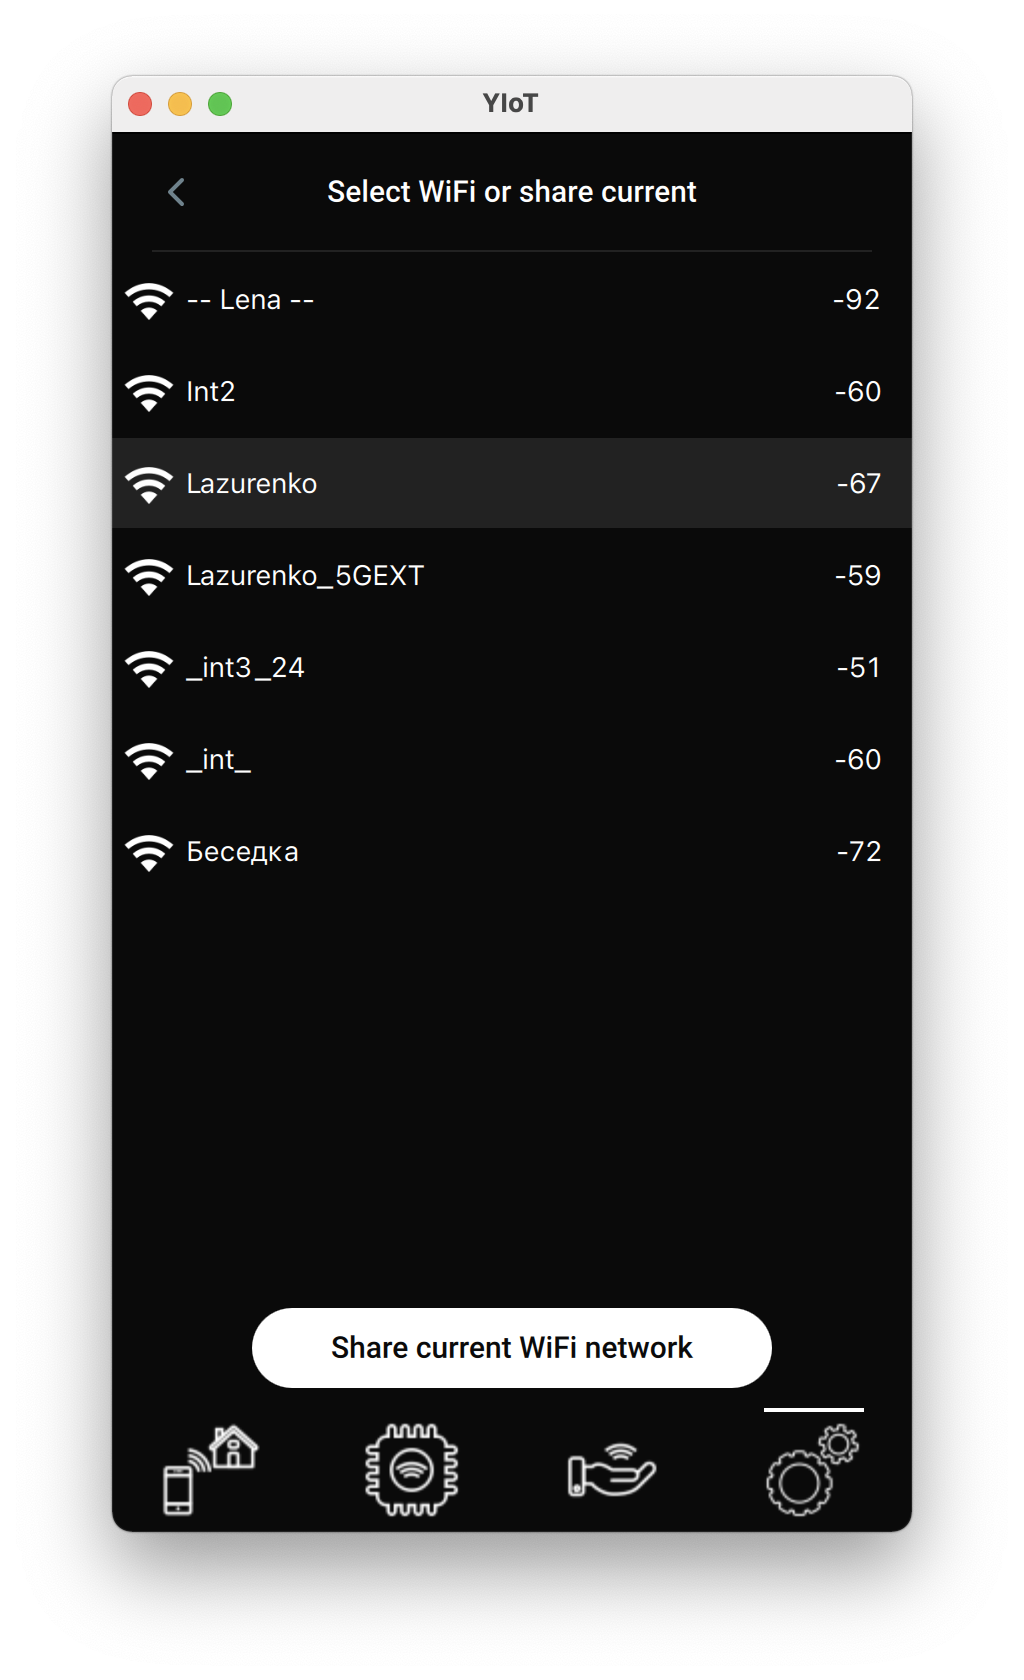 YIoT
Select WiFi or share current
-- Lena -- -92
Int2 -60
Lazurenko -67
Lazurenko_5GEXT -59
_int3_24 -51
_int_ -60
Беседка -72
Share current WiFi network